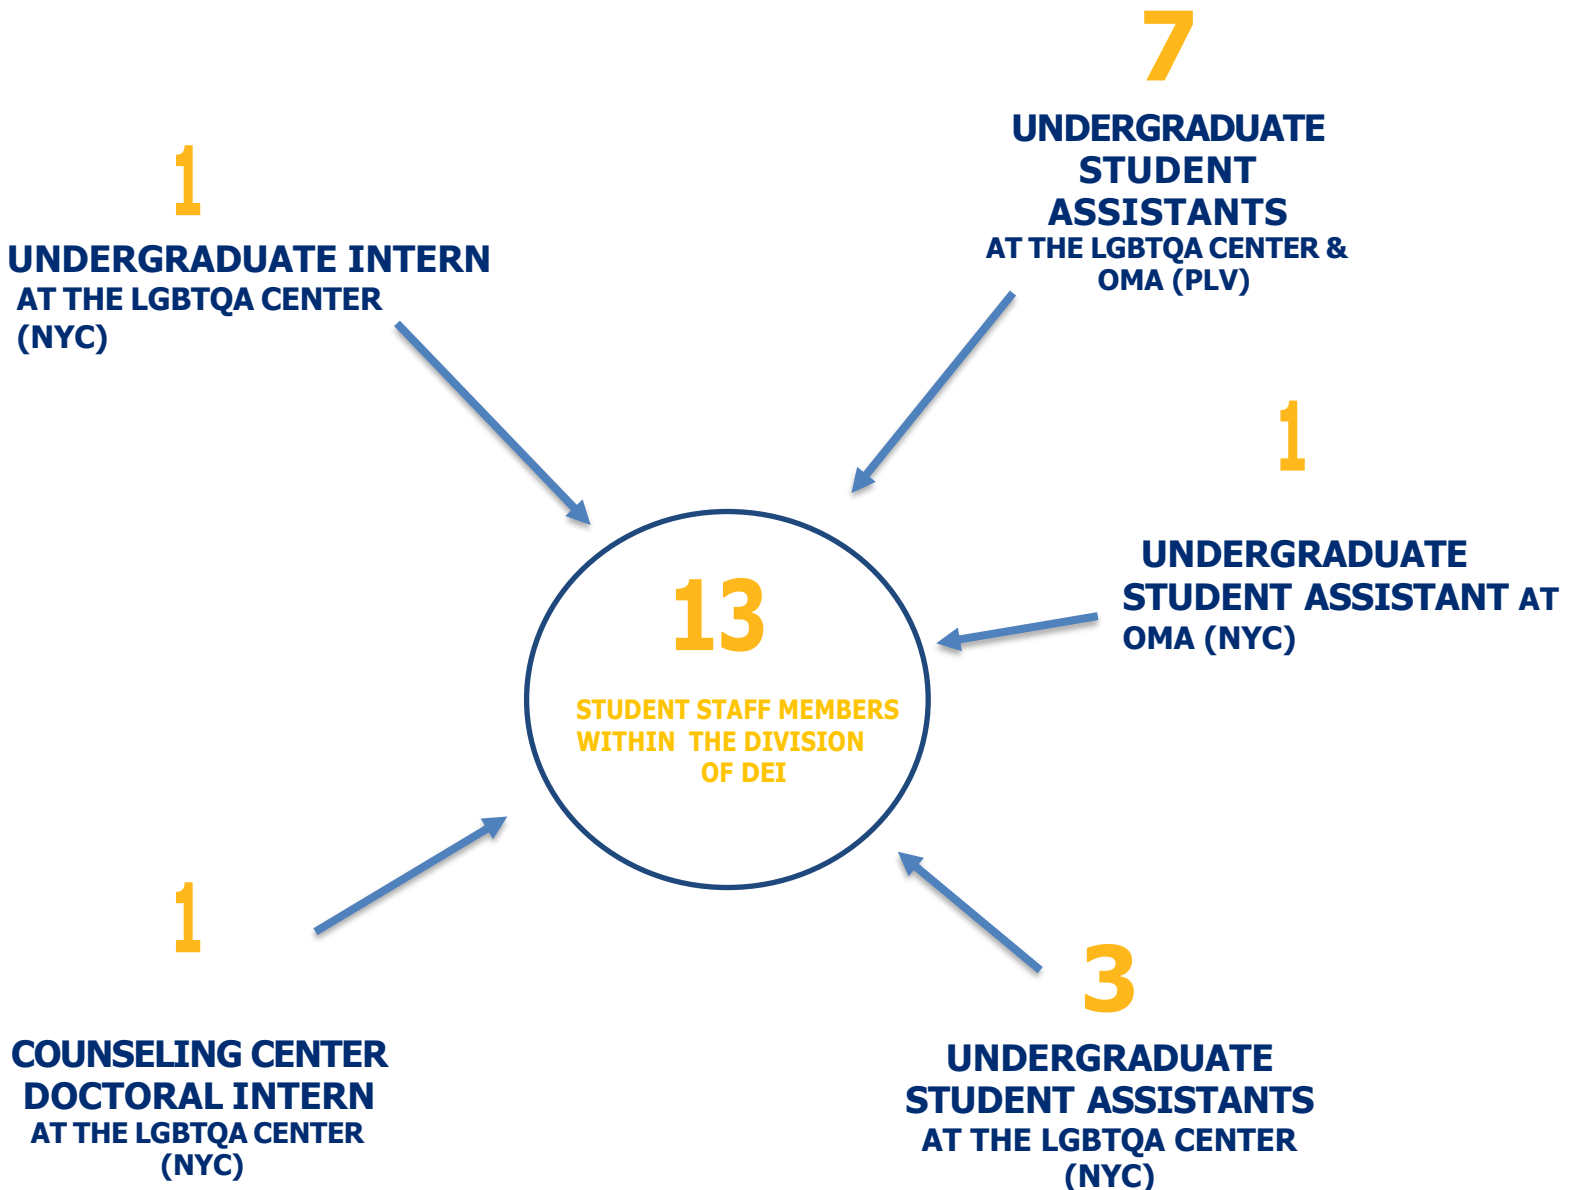 7
UNDERGRADUATE
STUDENT
ASSISTANTS
AT THE LGBTQA CENTER &
OMA (PLV)
1
UNDERGRADUATE INTERN
AT THE LGBTQA CENTER
(NYC)
1
UNDERGRADUATE
STUDENT ASSISTANT AT
OMA (NYC)
13
STUDENT STAFF MEMBERS
WITHIN THE DIVISION
OF DEI
1
COUNSELING CENTER
DOCTORAL INTERN
AT THE LGBTQA CENTER
(NYC)
3
UNDERGRADUATE
STUDENT ASSISTANTS
AT THE LGBTQA CENTER
(NYC)